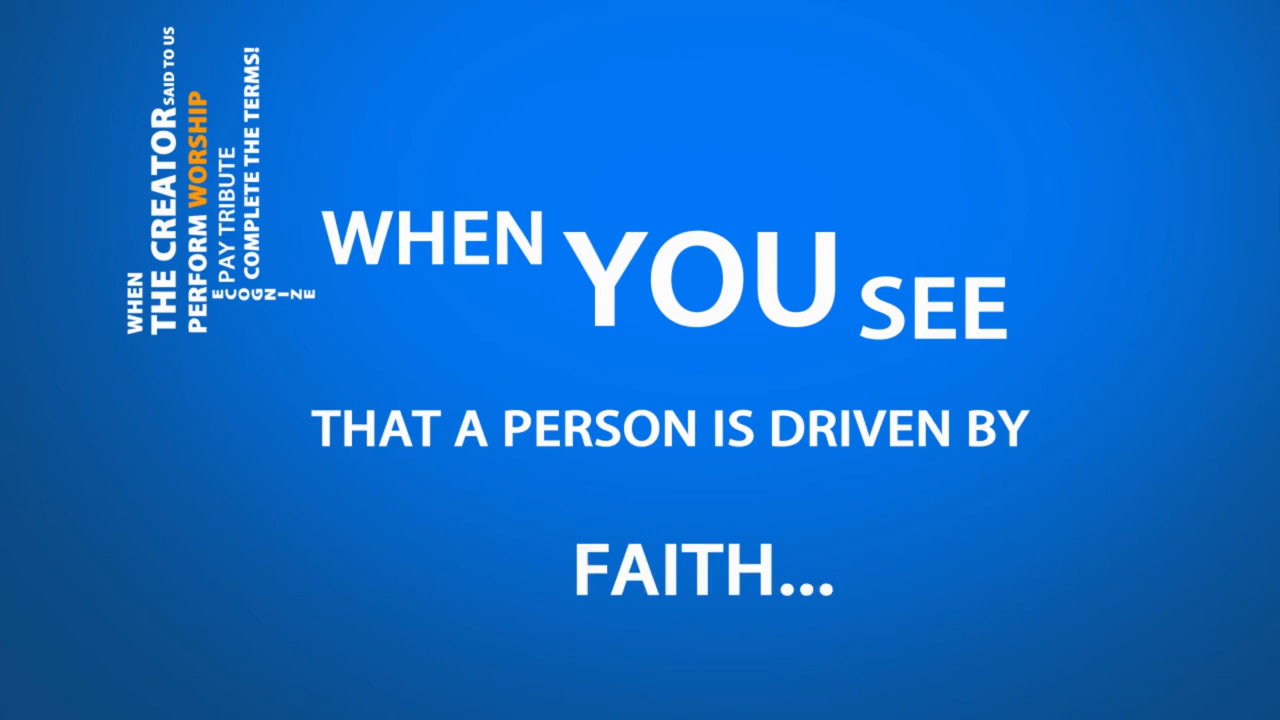 WHEN
THE CREATOR SAID TO US
PERFORM WORSHIP
PAY TRIBUTE
COMPLETE THE TERMS!
ECOGNIZE
WHEN YOU SEE
THAT A PERSON IS DRIVEN BY
FAITH...